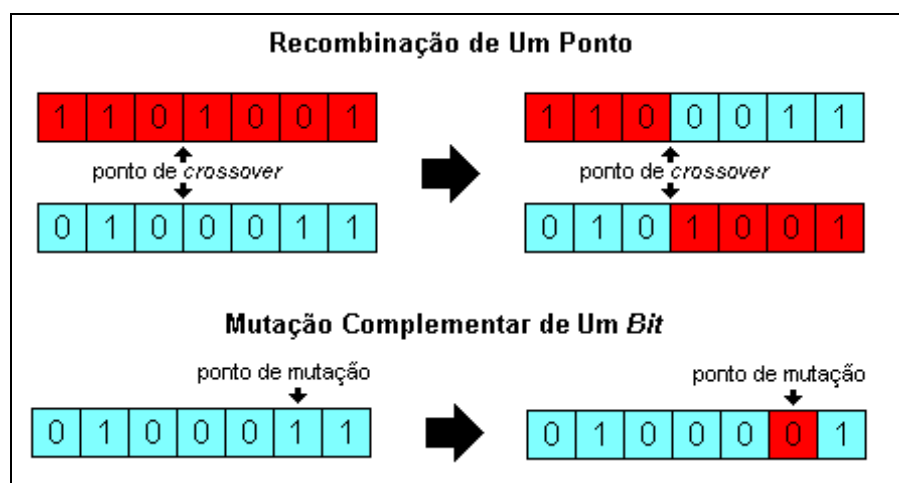 Recombinação de Um Ponto
1 1 0 1 0 0 1
1 1 0 0 0 1 1
ponto de crossover
ponto de crossover
0 1 0 0 0 1 1
0 1 0 1 0 0 1
Mutação Complementar de Um Bit
ponto de mutação
ponto de mutação
0 1 0 0 0 1 1
0 1 0 0 0 0 1